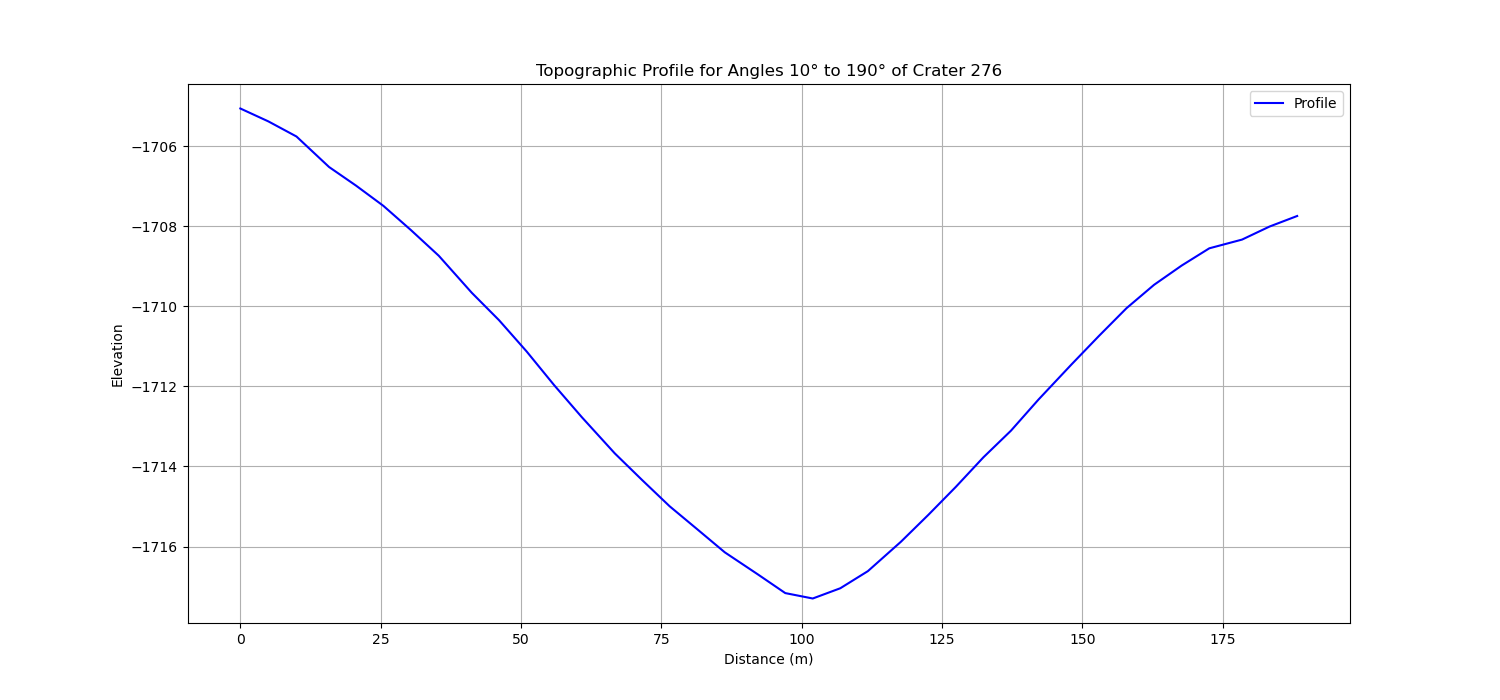 Topographic Profile for Angles 10° to 190° of Crater 276
Profile
−1706
−1708
−1710
−1712
−1714
−1716
Elevation
0 25 50 75 100 125 150 175
Distance (m)